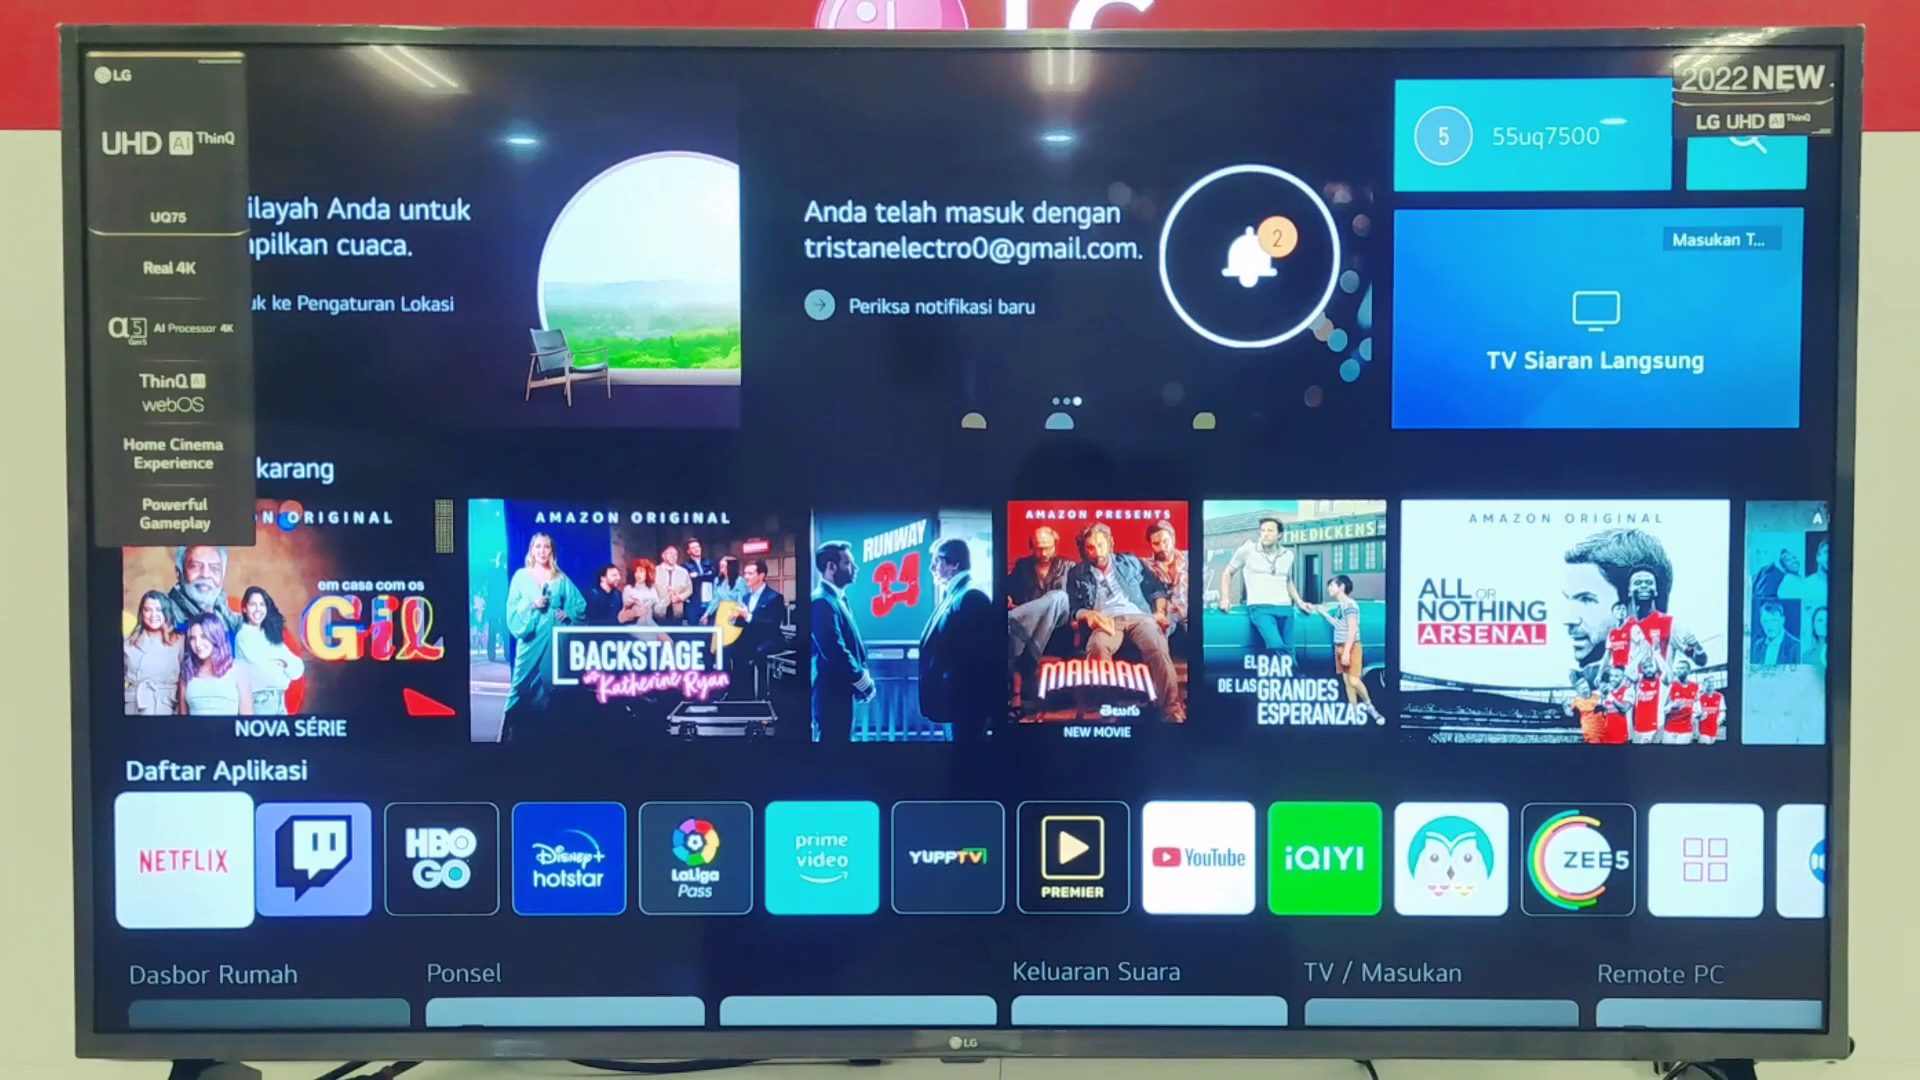 LG
LG
UHD AI ThinQ
UQ75
Real 4K
α5 Gen5 AI Processor 4K
ThinQ AI
webOS
Home Cinema
Experience
Powerful
Gameplay
2022 NEW
LG UHD AI ThinQ
ilayah Anda untuk
pilkan cuaca.
uk ke Pengaturan Lokasi
Anda telah masuk dengan
tristanelectro0@gmail.com.
2
Periksa notifikasi baru
5
55uq7500
Masukan T...
TV Siaran Langsung
karang
N ORIGINAL
em casa com os
Gil
NOVA SÉRIE
AMAZON ORIGINAL
BACKSTAGE
with Katherine Ryan
RUNWAY
34
AMAZON PRESENTS
MAHAAN
తెలుగు
NEW MOVIE
THE DICKENS
EL BAR
DE LAS GRANDES
ESPERANZAS
AMAZON ORIGINAL
ALL OR
NOTHING
ARSENAL
A
Daftar Aplikasi
NETFLIX
HBO
GO
Disney+
hotstar
LaLiga
Pass
prime
video
YUPPTV
PREMIER
YouTube
iQIYI
ZEE5
Dasbor Rumah
Ponsel
Keluaran Suara
TV / Masukan
Remote PC
LG